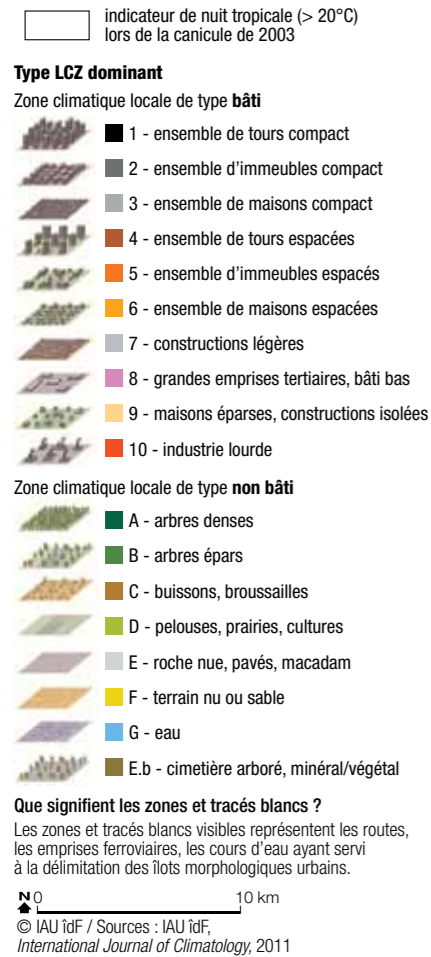 indicateur de nuit tropicale (> 20°C)
lors de la canicule de 2003
Type LCZ dominant
Zone climatique locale de type bâti
1 - ensemble de tours compact
2 - ensemble d'immeubles compact
3 - ensemble de maisons compact
4 - ensemble de tours espacées
5 - ensemble d'immeubles espacés
6 - ensemble de maisons espacées
7 - constructions légères
8 - grandes emprises tertiaires, bâti bas
9 - maisons éparses, constructions isolées
10 - industrie lourde
Zone climatique locale de type non bâti
A - arbres denses
B - arbres épars
C - buissons, broussailles
D - pelouses, prairies, cultures
E - roche nue, pavés, macadam
F - terrain nu ou sable
G - eau
E.b - cimetière arboré, minéral/végétal
Que signifient les zones et tracés blancs ?
Les zones et tracés blancs visibles représentent les routes,
les emprises ferroviaires, les cours d'eau ayant servi
à la délimitation des îlots morphologiques urbains.
N 0 10 km
© IAU îdF / Sources : IAU îdF,
International Journal of Climatology, 2011